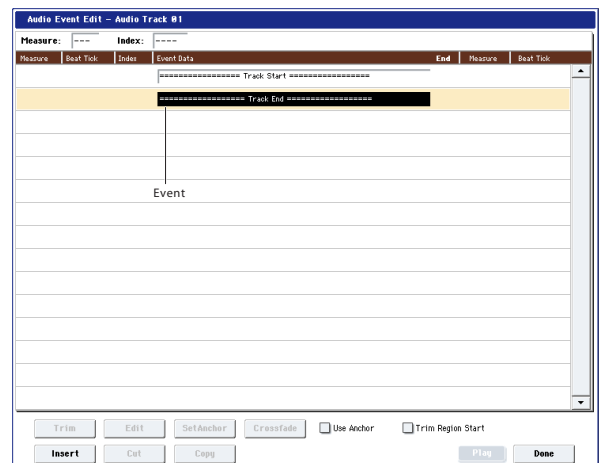 Audio Event Edit – Audio Track 01
Measure: --- Index: ----
Measure Beat Tick Index Event Data End Measure Beat Tick
================= Track Start =================
================== Track End ==================
Event
Trim Edit SetAnchor Crossfade Use Anchor Trim Region Start
Insert Cut Copy Play Done